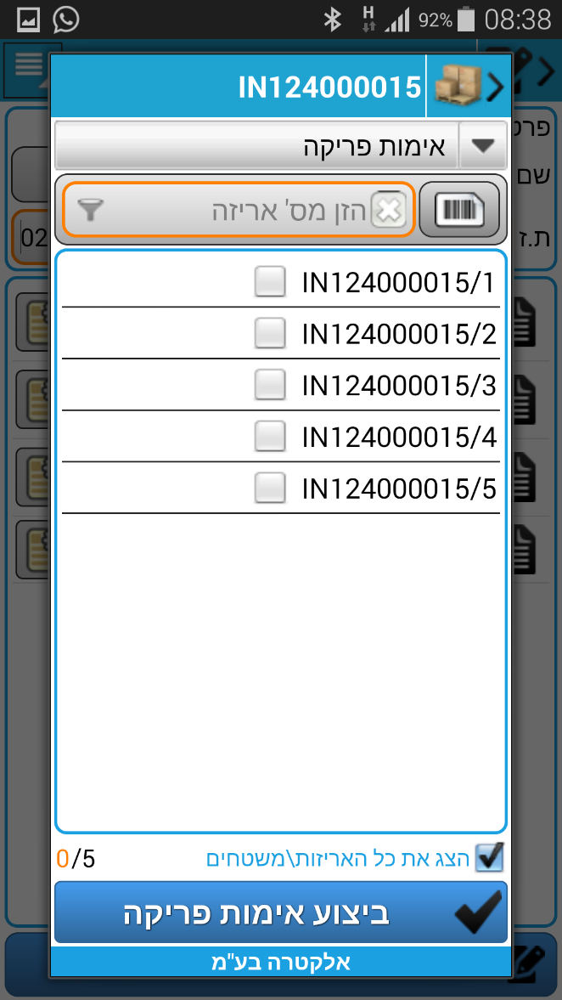 92% 08:38
IN124000015
אימות פריקה
הזן מס' אריזה
IN124000015/1
IN124000015/2
IN124000015/3
IN124000015/4
IN124000015/5
הצג את כל האריזות\משטחים
0/5
ביצוע אימות פריקה
אלקטרה בע"מ
שם
ת.ז
02